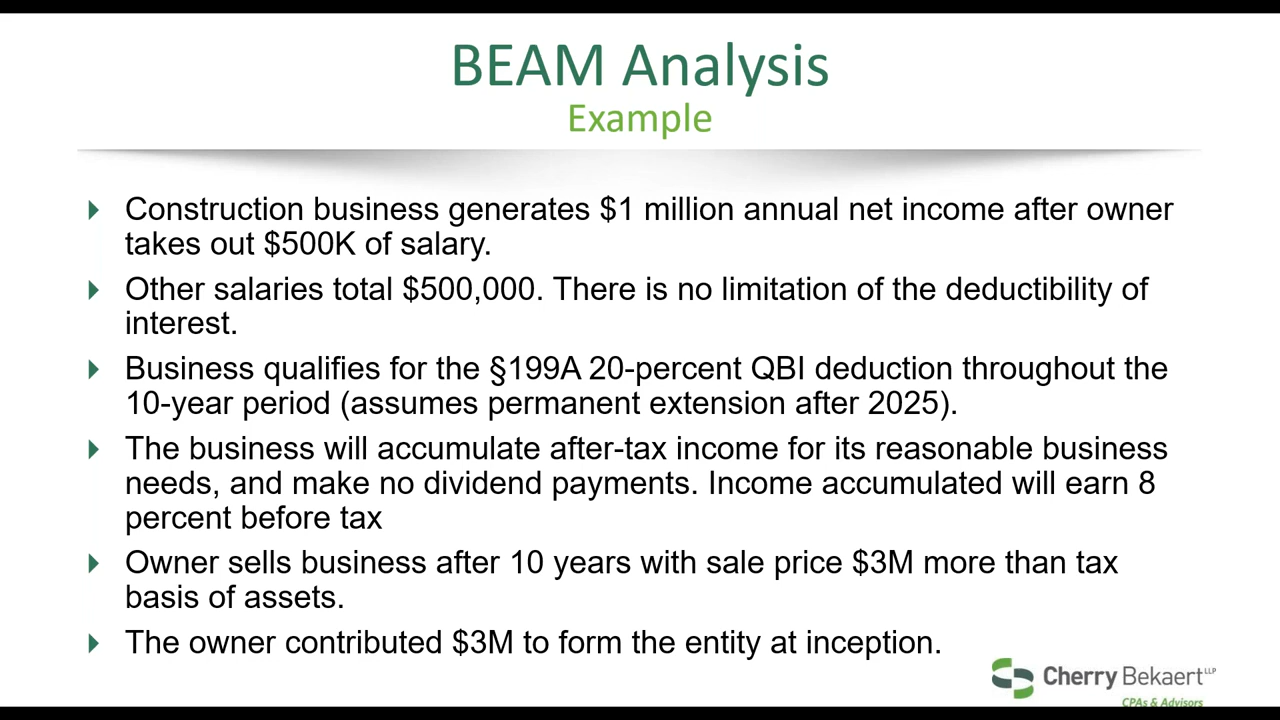 BEAM Analysis
Example
Construction business generates $1 million annual net income after owner
takes out $500K of salary.
Other salaries total $500,000. There is no limitation of the deductibility of
interest.
Business qualifies for the §199A 20-percent QBI deduction throughout the
10-year period (assumes permanent extension after 2025).
The business will accumulate after-tax income for its reasonable business
needs, and make no dividend payments. Income accumulated will earn 8
percent before tax
Owner sells business after 10 years with sale price $3M more than tax
basis of assets.
The owner contributed $3M to form the entity at inception.
Cherry Bekaert LLP
CPAs & Advisors